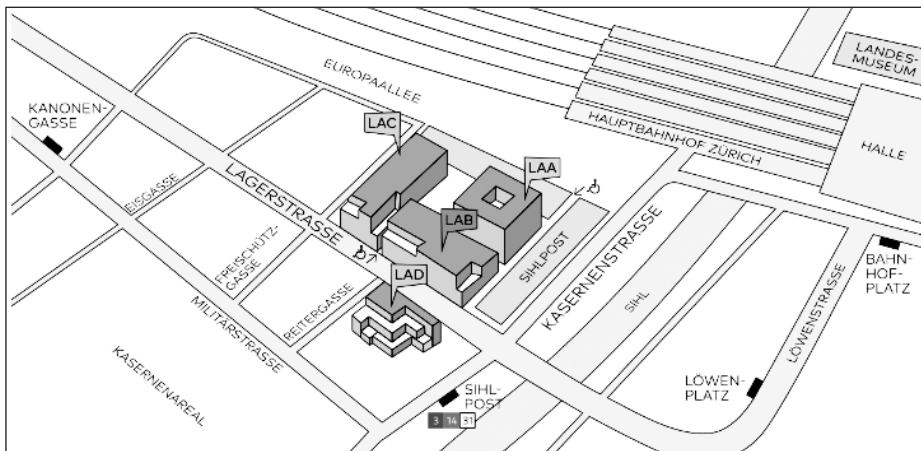 LANDES-
MUSEUM
EUROPAALLEE
KANONEN-
GASSE
LAC
HAUPTBAHNHOF ZÜRICH
HALLE
LAA
EISGASSE
LAGERSTRASSE
LAB
SIHLPOST
KASERNENSTRASSE
FREISCHÜTZ-
GASSE
LAD
BAHN-
HOF-
PLATZ
SIHL
REITERGASSE
MILITÄRSTRASSE
LÖWENSTRASSE
KASERNENAREAL
LÖWEN-
PLATZ
SIHL-
POST
3 14 31